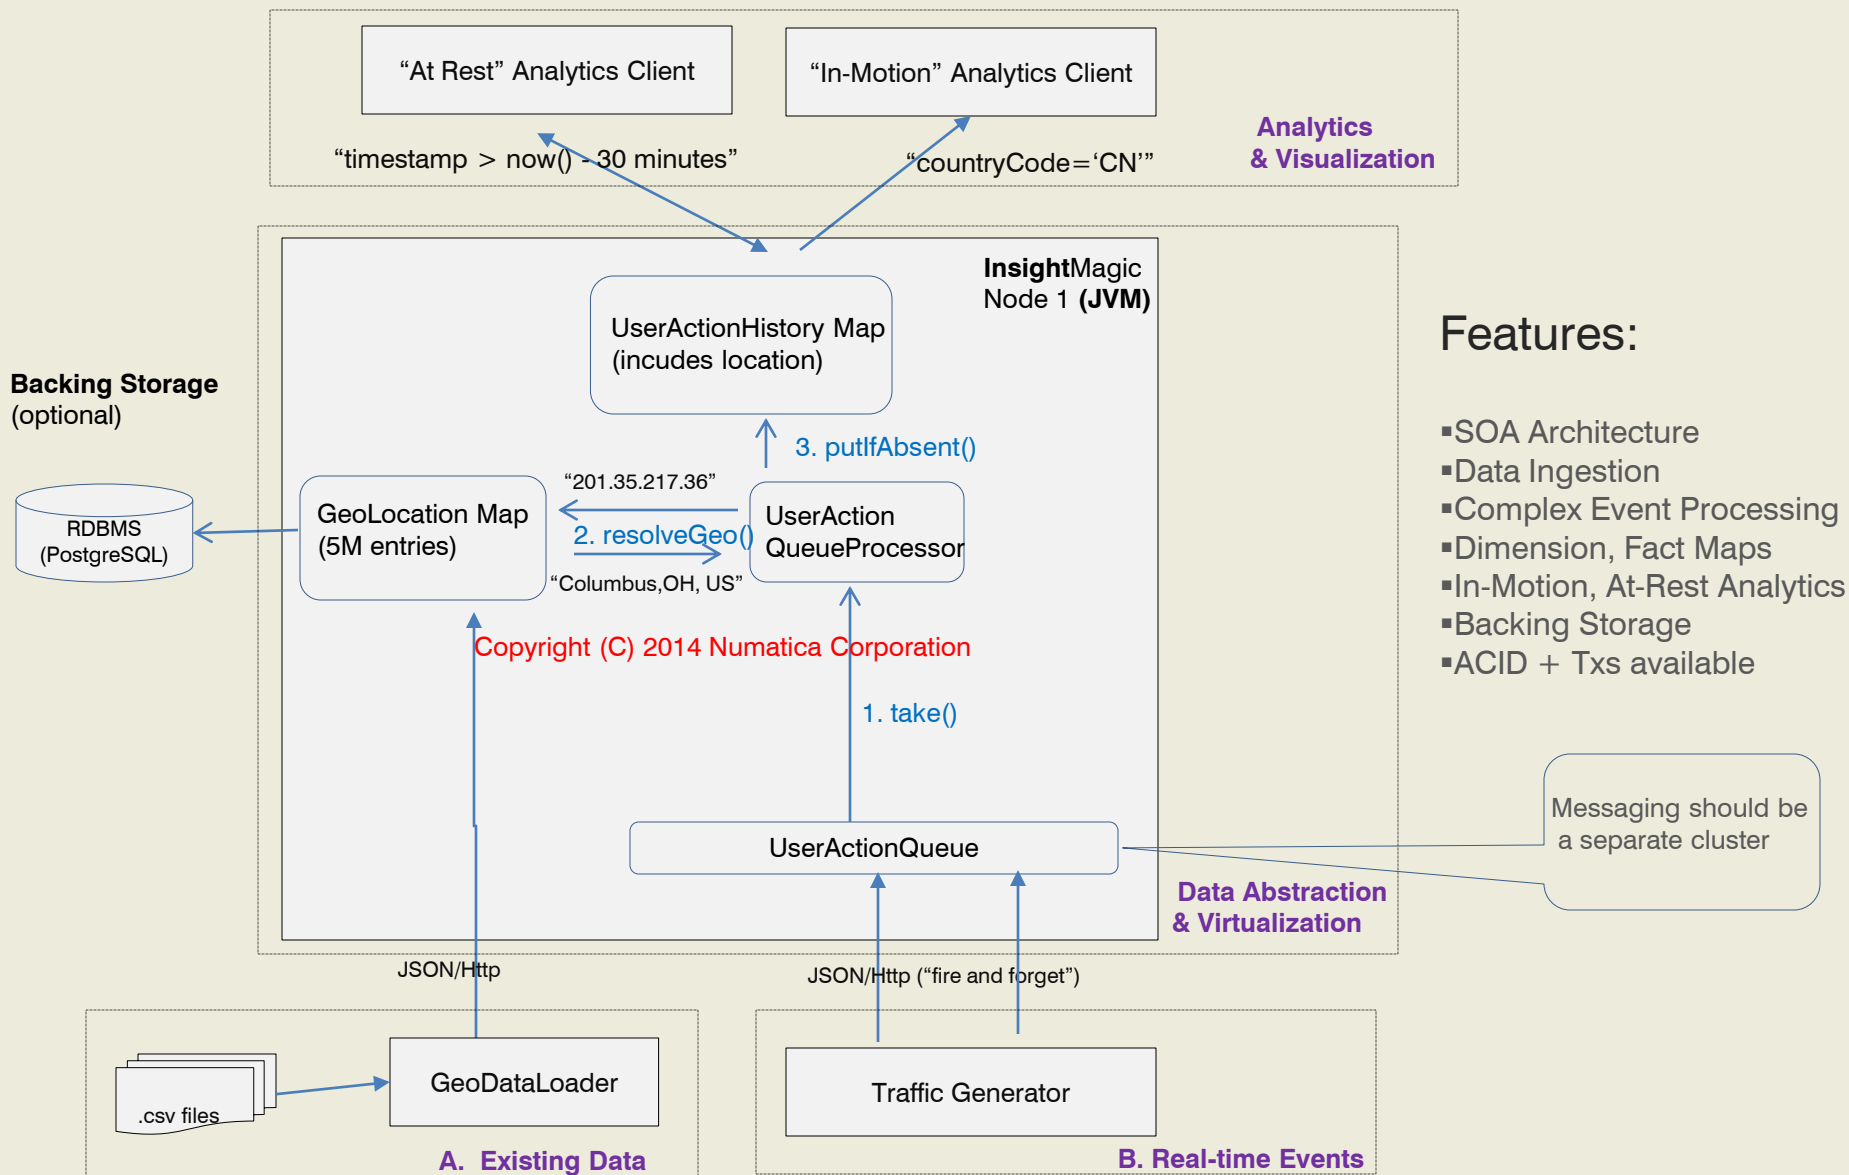 “At Rest” Analytics Client
“In-Motion” Analytics Client
“timestamp > now() - 30 minutes”
“countryCode=‘CN’”
Analytics
& Visualization
InsightMagic
Node 1 (JVM)
UserActionHistory Map
(incudes location)
Features:
▪SOA Architecture
▪Data Ingestion
▪Complex Event Processing
▪Dimension, Fact Maps
▪In-Motion, At-Rest Analytics
▪Backing Storage
▪ACID + Txs available
Backing Storage
(optional)
RDBMS
(PostgreSQL)
GeoLocation Map
(5M entries)
3. putIfAbsent()
“201.35.217.36”
2. resolveGeo()
“Columbus,OH, US”
UserAction
QueueProcessor
Copyright (C) 2014 Numatica Corporation
1. take()
UserActionQueue
Messaging should be
a separate cluster
Data Abstraction
& Virtualization
JSON/Http
JSON/Http (“fire and forget”)
.csv files
GeoDataLoader
Traffic Generator
A. Existing Data
B. Real-time Events